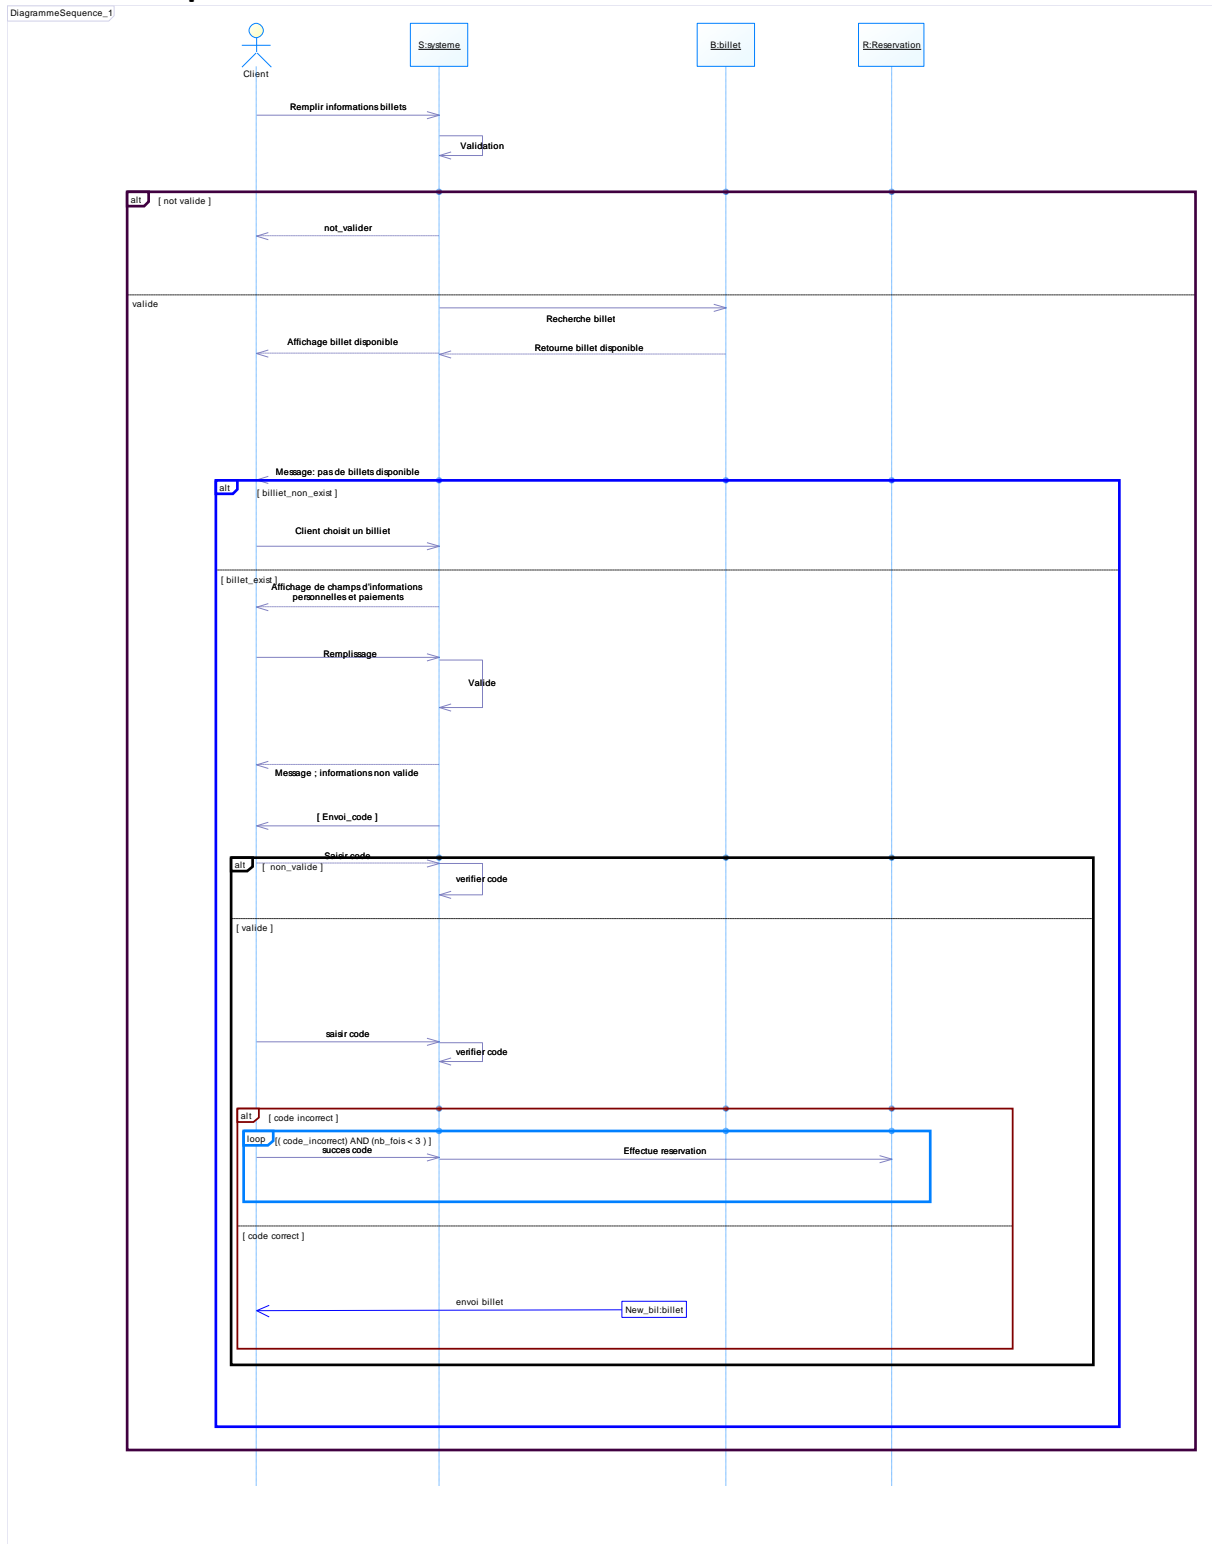 DiagrammeSequence_1
Client
S:systeme
B:billet
R:Reservation
Remplir informations billets
Validation
alt
[ not valide ]
not_valider
valide
Recherche billet
Affichage billet disponible
Retourne billet disponible
Message: pas de billets disponible
alt
[ billiet_non_exist ]
Client choisit un billiet
[ billet_exist ]
Affichage de champs d'informations
personnelles et paiements
Remplissage
Valide
Message ; informations non valide
[ Envoi_code ]
Saisir code
alt
[ non_valide ]
verifier code
[ valide ]
saisir code
verifier code
alt
[ code incorrect ]
loop
[( code_incorrect) AND (nb_fois < 3 ) ]
succes code
Effectue reservation
[ code correct ]
envoi billet
New_bil:billet